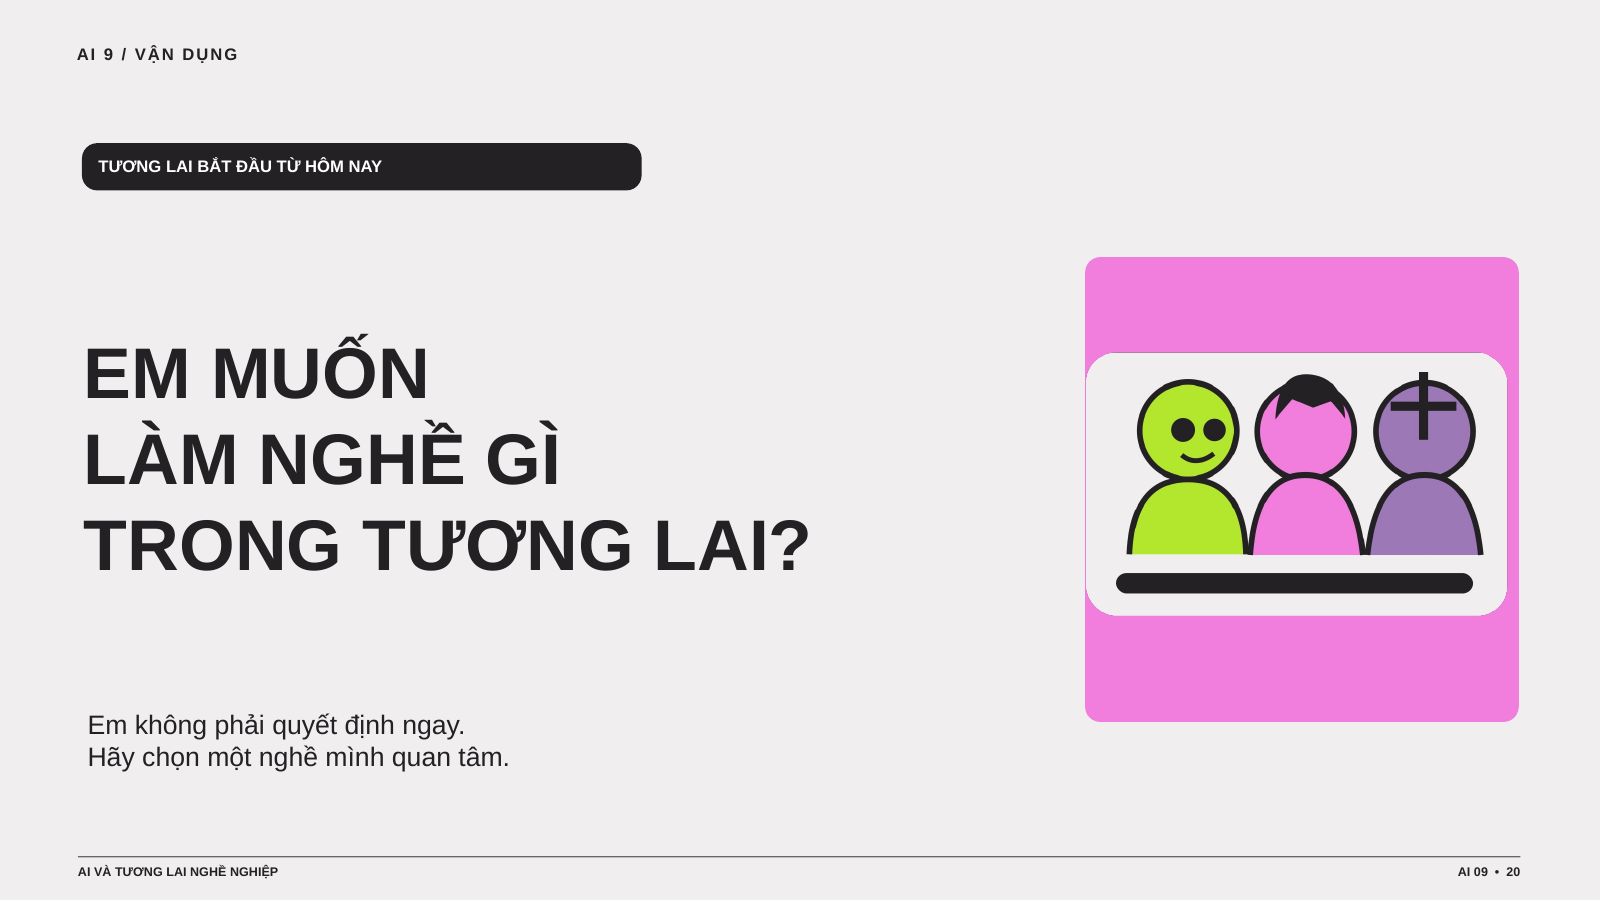 AI 9 / VẬN DỤNG
TƯƠNG LAI BẮT ĐẦU TỪ HÔM NAY
EM MUỐN
LÀM NGHỀ GÌ
TRONG TƯƠNG LAI?
Em không phải quyết định ngay.
Hãy chọn một nghề mình quan tâm.
AI VÀ TƯƠNG LAI NGHỀ NGHIỆP
AI 09 • 20